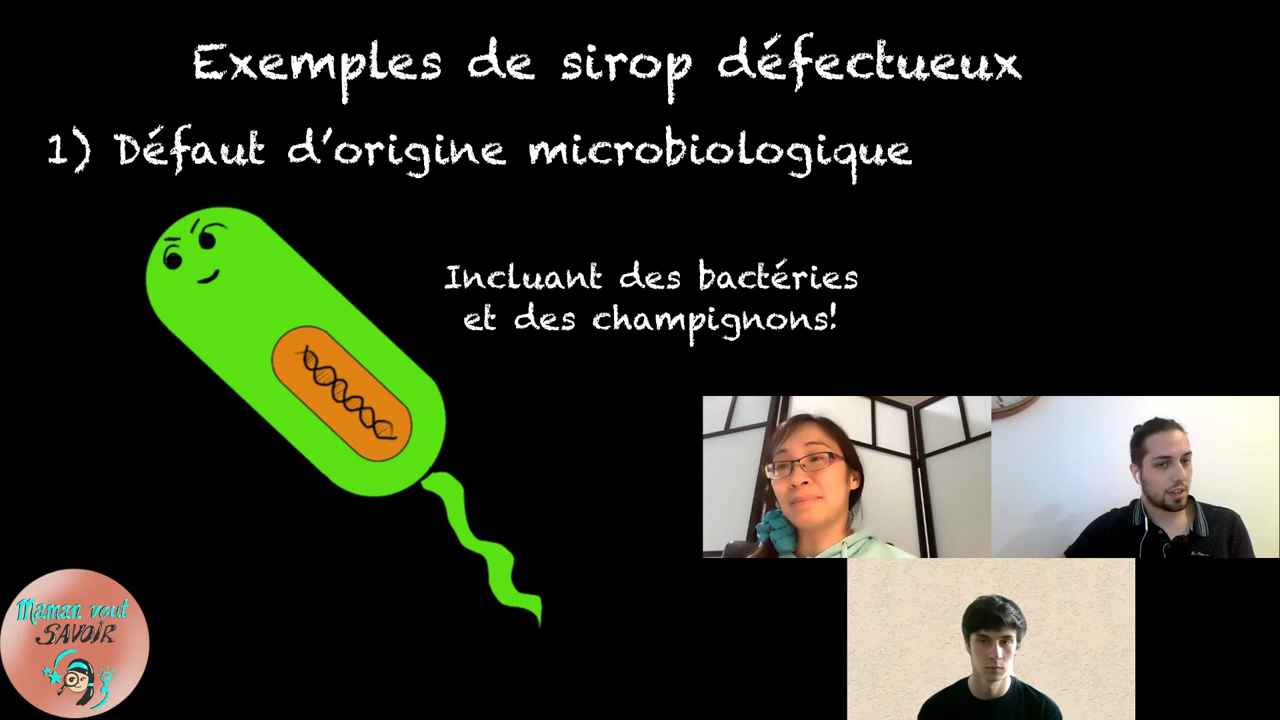 Exemples de sirop défectueux
1) Défaut d'origine microbiologique
Incluant des bactéries
et des champignons!
Maman veut
SAVOIR